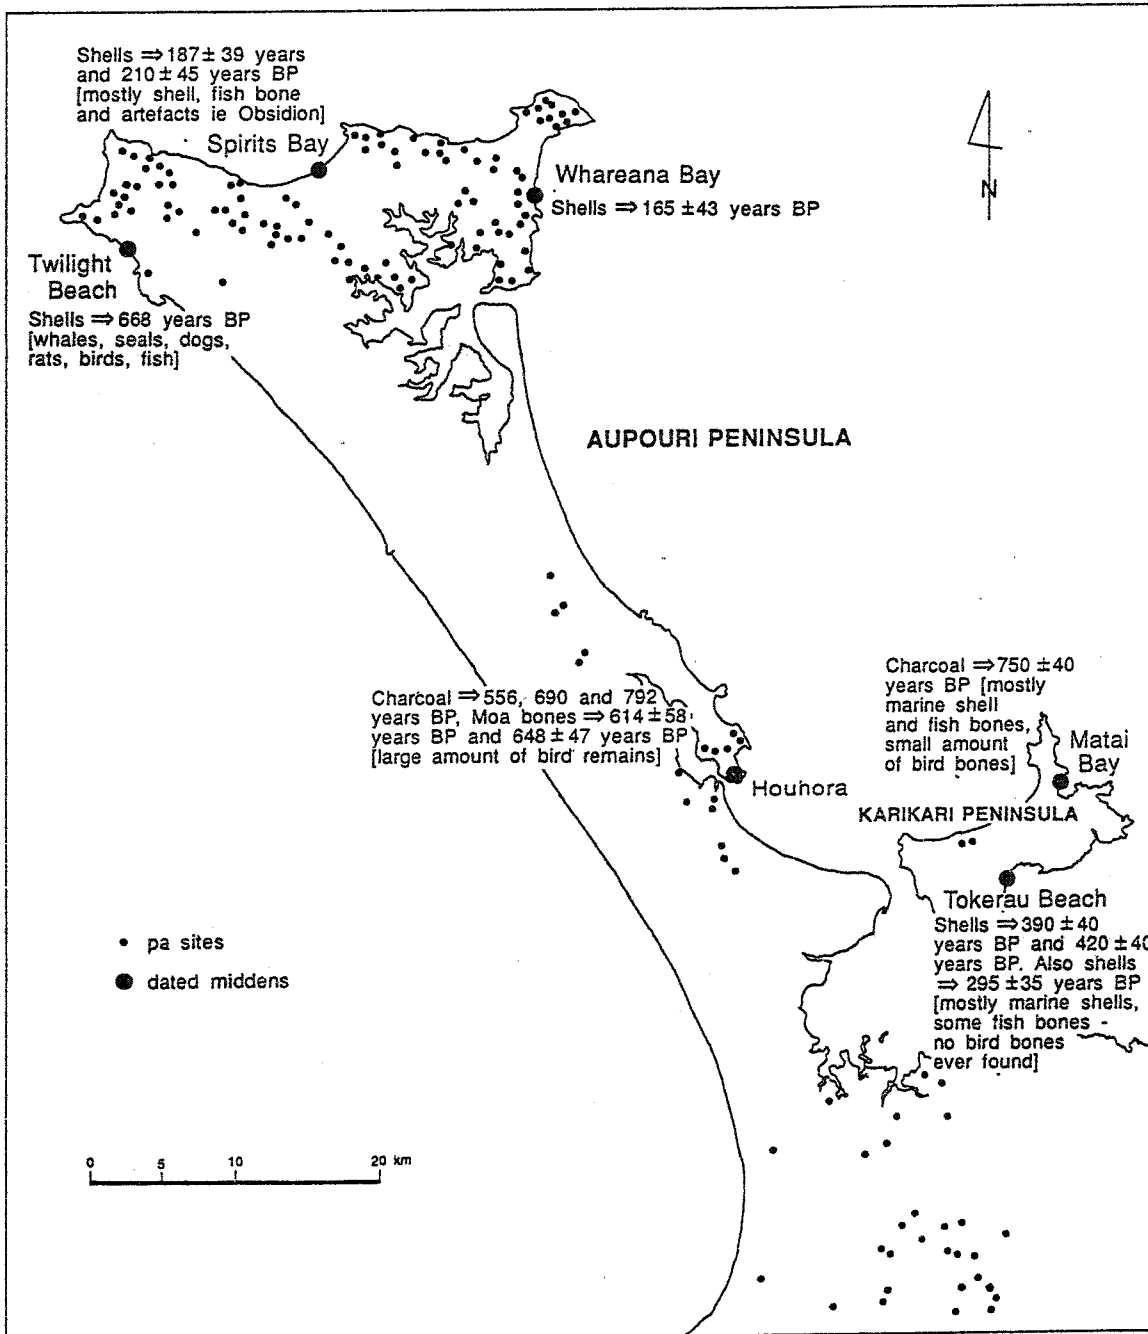 Shells ⇒ 187 ± 39 years
and 210 ± 45 years BP
[mostly shell, fish bone
and artefacts ie Obsidion]
Spirits Bay
Whareana Bay
Shells ⇒ 165 ±43 years BP
N
Twilight
Beach
Shells ⇒ 668 years BP
[whales, seals, dogs,
rats, birds, fish]
AUPOURI PENINSULA
Charcoal ⇒ 556, 690 and 792
years BP, Moa bones ⇒ 614 ± 58
years BP and 648 ± 47 years BP
[large amount of bird remains]
Houhora
Charcoal ⇒ 750 ±40
years BP [mostly
marine shell
and fish bones,
small amount
of bird bones]
Matai
Bay
KARIKARI PENINSULA
Tokerau Beach
Shells ⇒ 390 ±40
years BP and 420 ±40
years BP. Also shells
⇒ 295 ±35 years BP
[mostly marine shells,
some fish bones -
no bird bones
ever found]
pa sites
dated middens
0 5 10 20 km